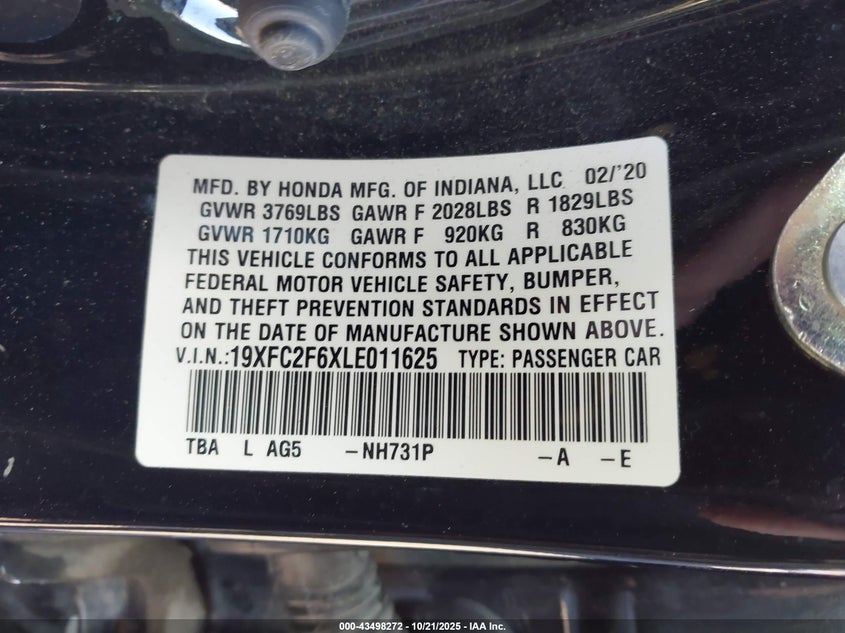 MFD. BY HONDA MFG. OF INDIANA, LLC 02/'20
GVWR 3769LBS GAWR F 2028LBS R 1829LBS
GVWR 1710KG GAWR F 920KG R 830KG
THIS VEHICLE CONFORMS TO ALL APPLICABLE
FEDERAL MOTOR VEHICLE SAFETY, BUMPER,
AND THEFT PREVENTION STANDARDS IN EFFECT
ON THE DATE OF MANUFACTURE SHOWN ABOVE.
V.I.N.:19XFC2F6XLE011625 TYPE: PASSENGER CAR
TBA L AG5 -NH731P -A -E
000-43498272 - 10/21/2025 - IAA Inc.